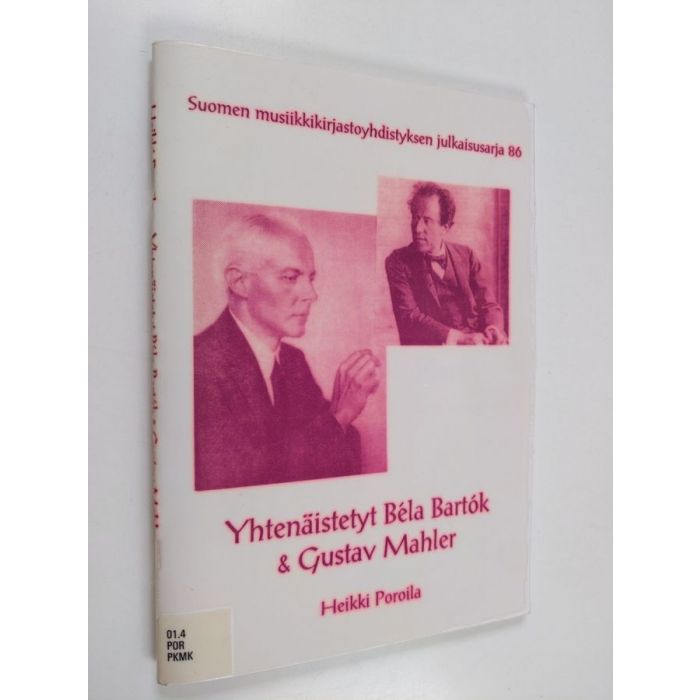 Suomen musiikkikirjastoyhdistyksen julkaisusarja 86
Yhtenäistetyt Béla Bartók
& Gustav Mahler
Heikki Poroila
01.4
POR
PKMK